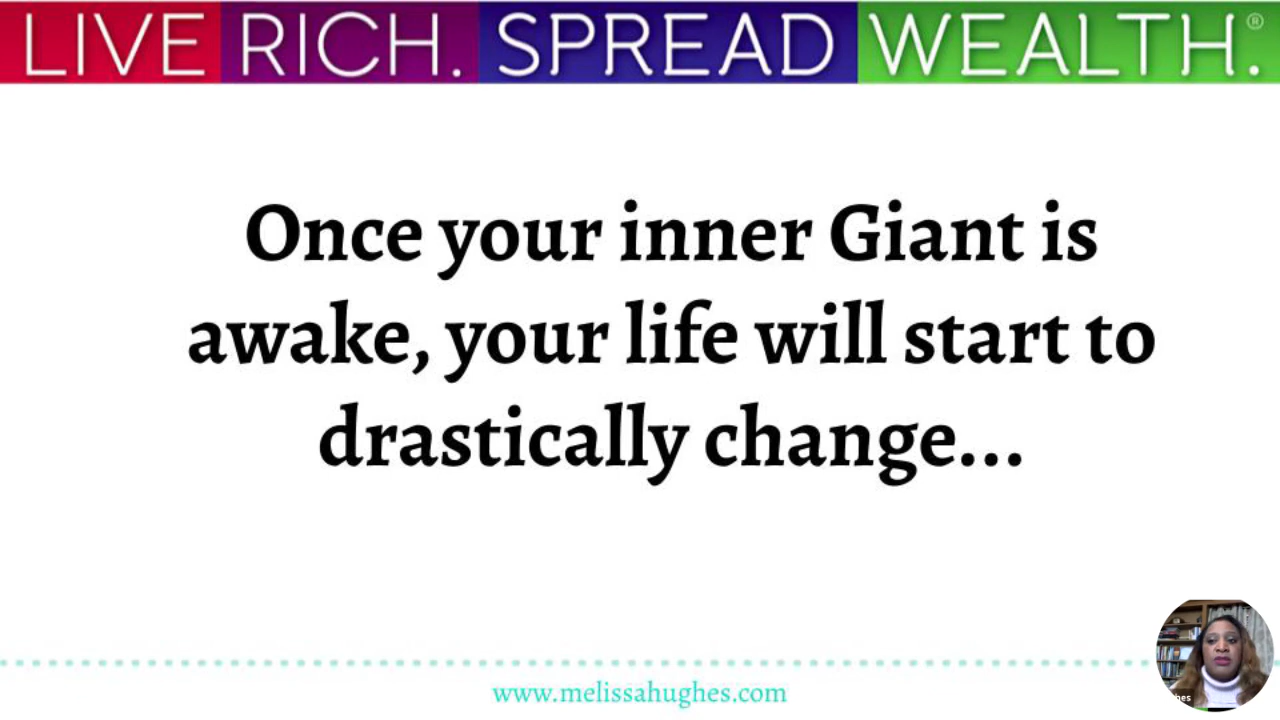 LIVE RICH. SPREAD WEALTH.®
Once your inner Giant is
awake, your life will start to
drastically change...
www.melissahughes.com
hes